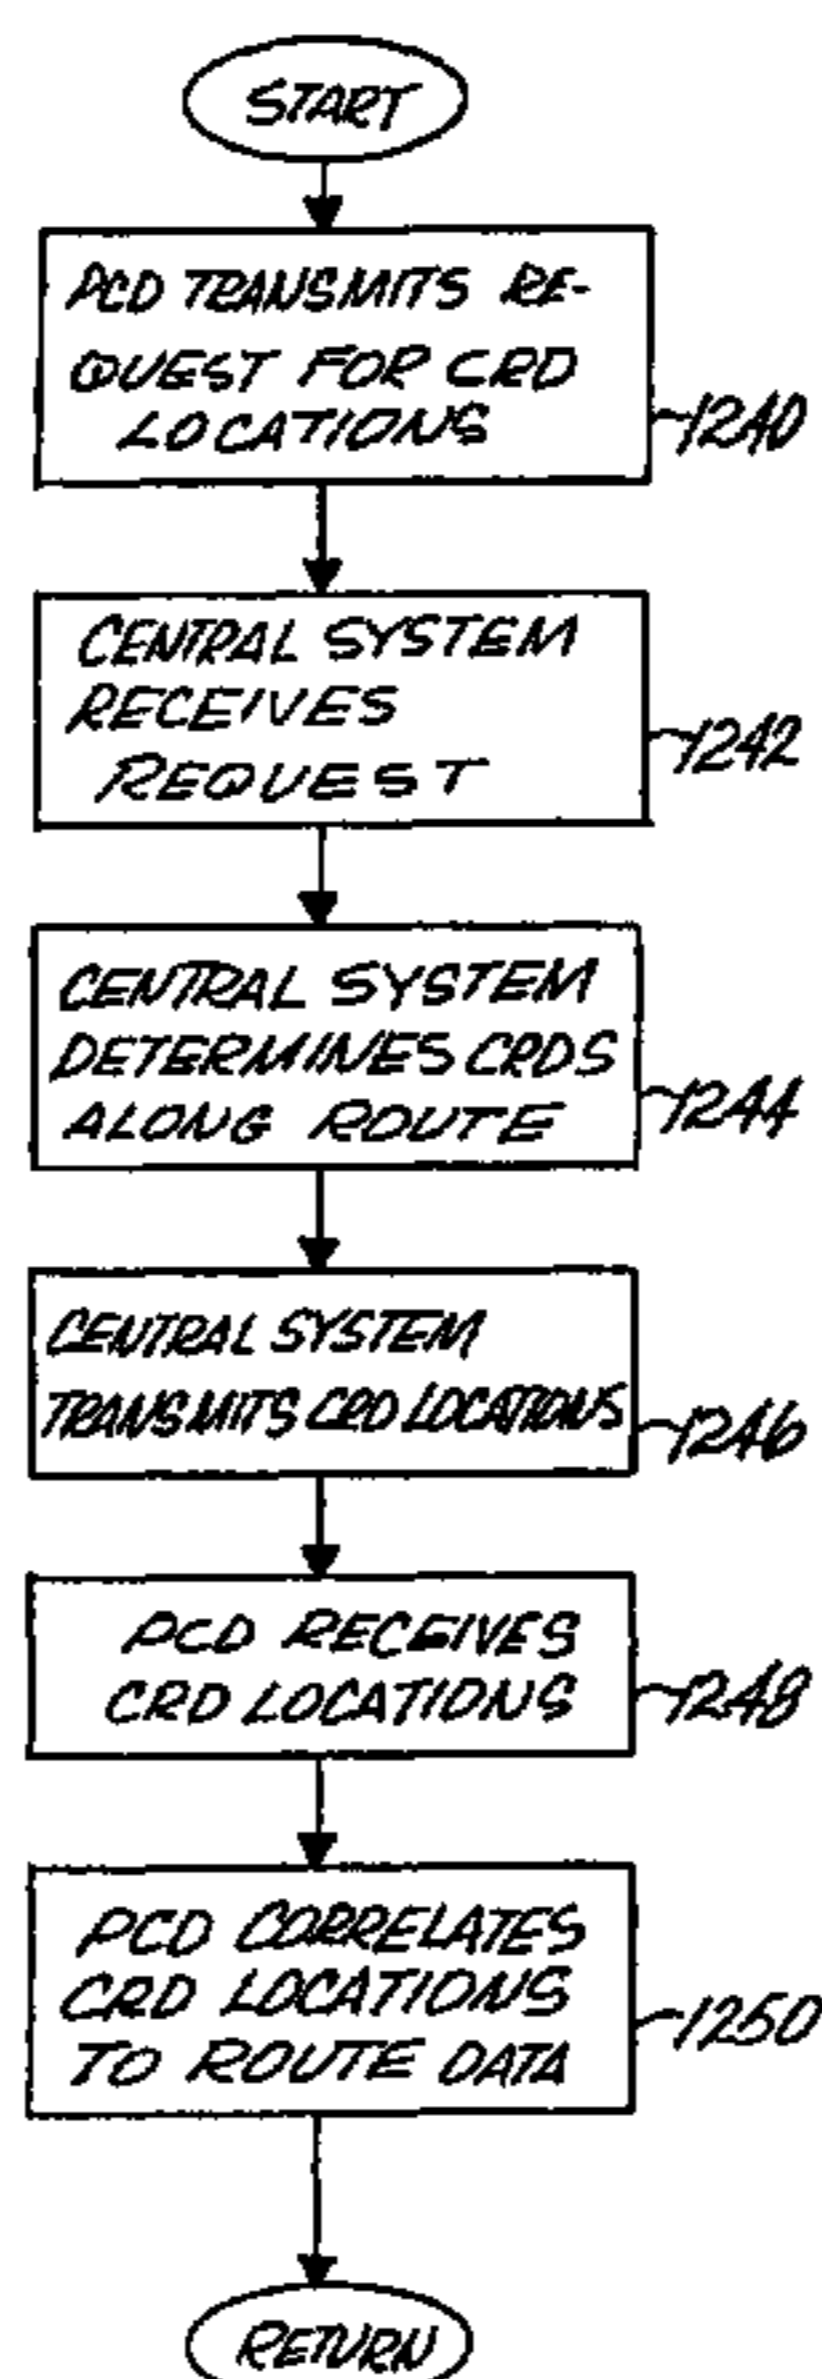 START
PCD TRANSMITS RE-
QUEST FOR CRD
LOCATIONS
1240
CENTRAL SYSTEM
RECEIVES
REQUEST
1242
CENTRAL SYSTEM
DETERMINES CRDS
ALONG ROUTE
1244
CENTRAL SYSTEM
TRANSMITS CRD LOCATIONS
1246
PCD RECEIVES
CRD LOCATIONS
1248
PCD CORRELATES
CRD LOCATIONS
TO ROUTE DATA
1250
RETURN